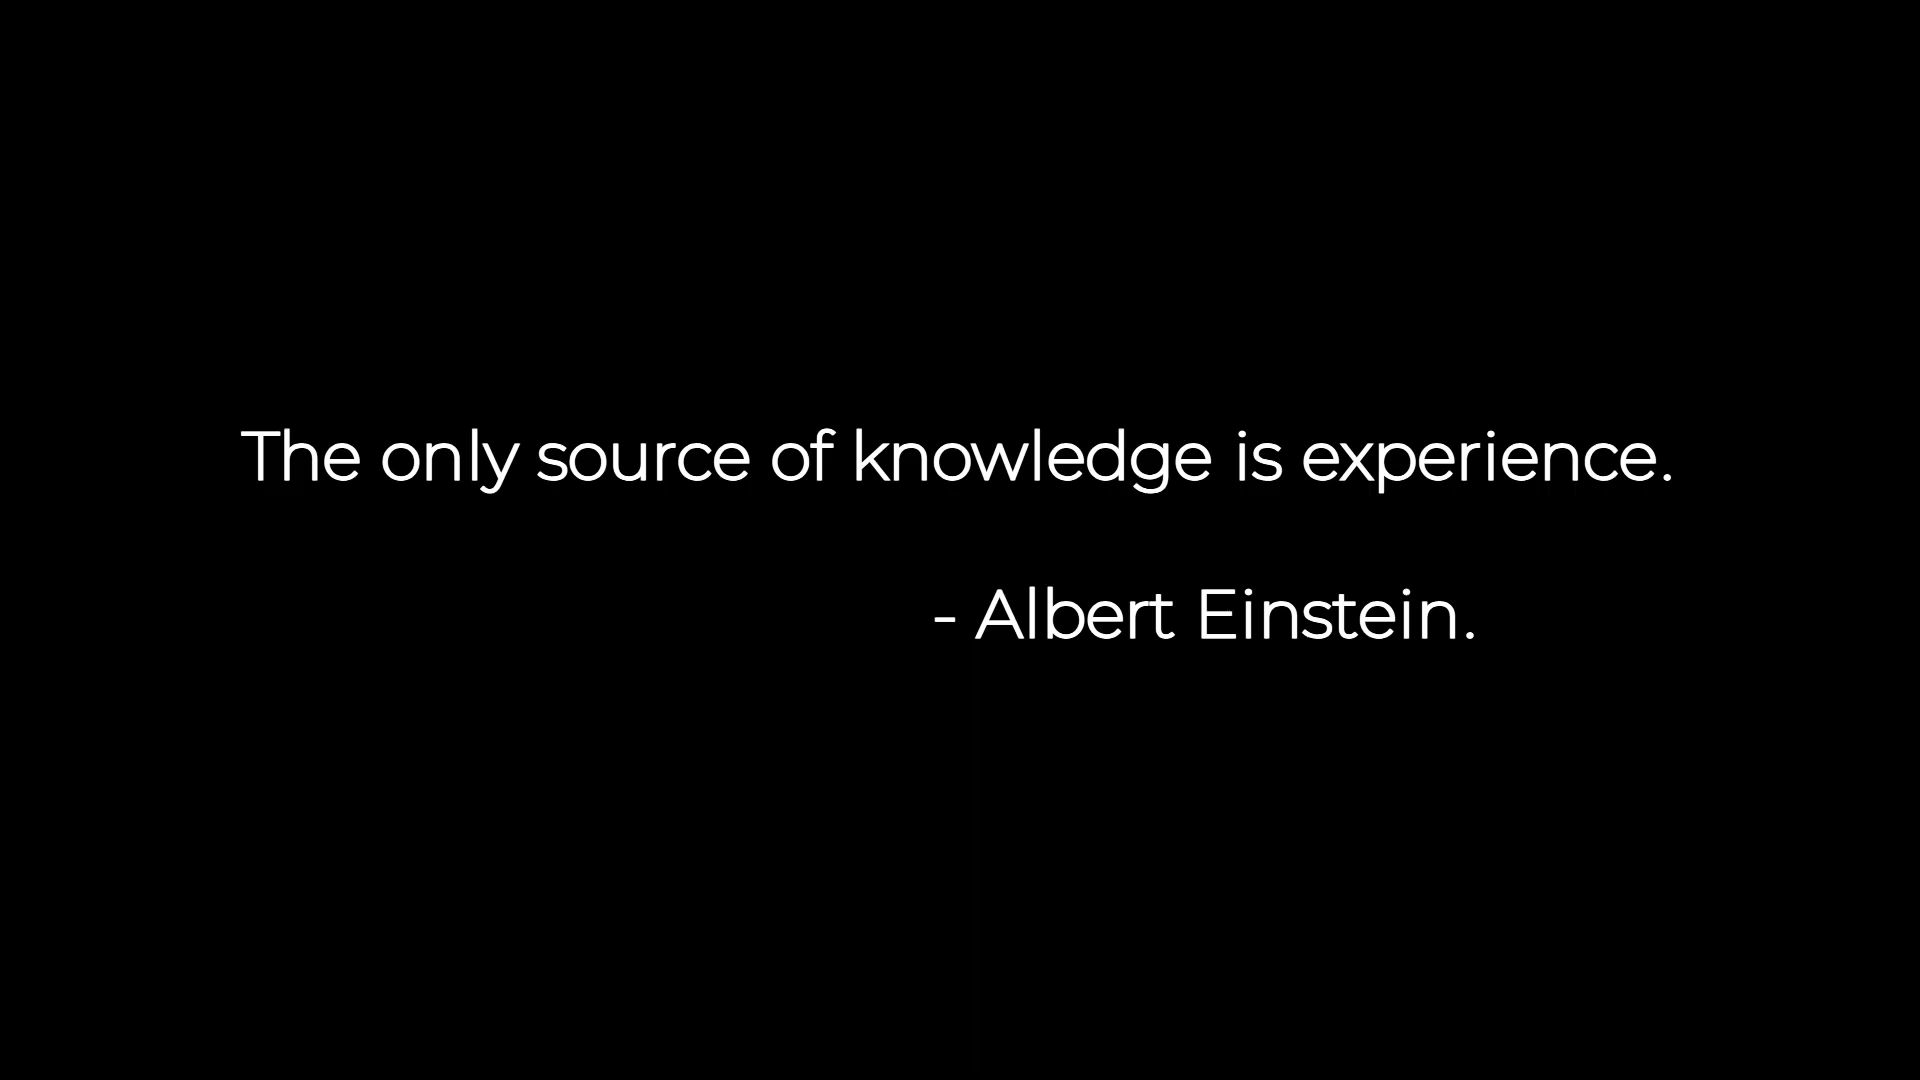 The only source of knowledge is experience.
- Albert Einstein.